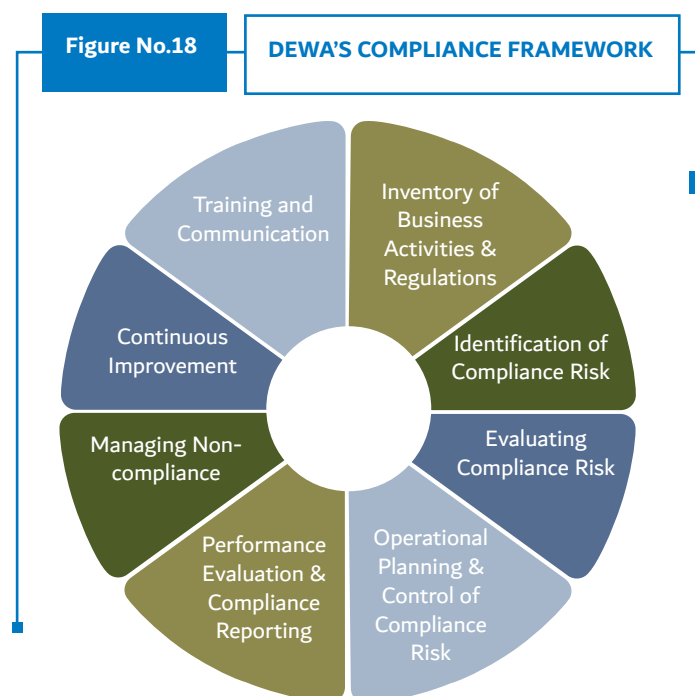 Figure No.18
DEWA'S COMPLIANCE FRAMEWORK
Training and
Communication
Inventory of
Business
Activities &
Regulations
Identification of
Compliance Risk
Evaluating
Compliance Risk
Operational
Planning &
Control of
Compliance
Risk
Performance
Evaluation &
Compliance
Reporting
Managing Non-
compliance
Continuous
Improvement